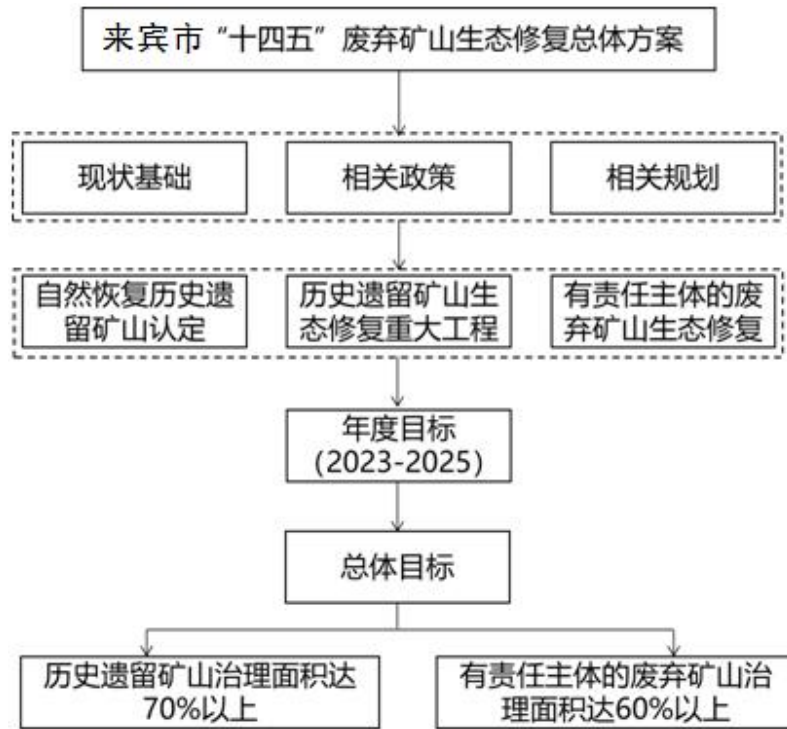 来宾市“十四五”废弃矿山生态修复总体方案
现状基础
相关政策
相关规划
自然恢复历史遗
留矿山认定
历史遗留矿山生
态修复重大工程
有责任主体的废
弃矿山生态修复
年度目标
（2023-2025）
总体目标
历史遗留矿山治理面积达
70%以上
有责任主体的废弃矿山治
理面积达60%以上